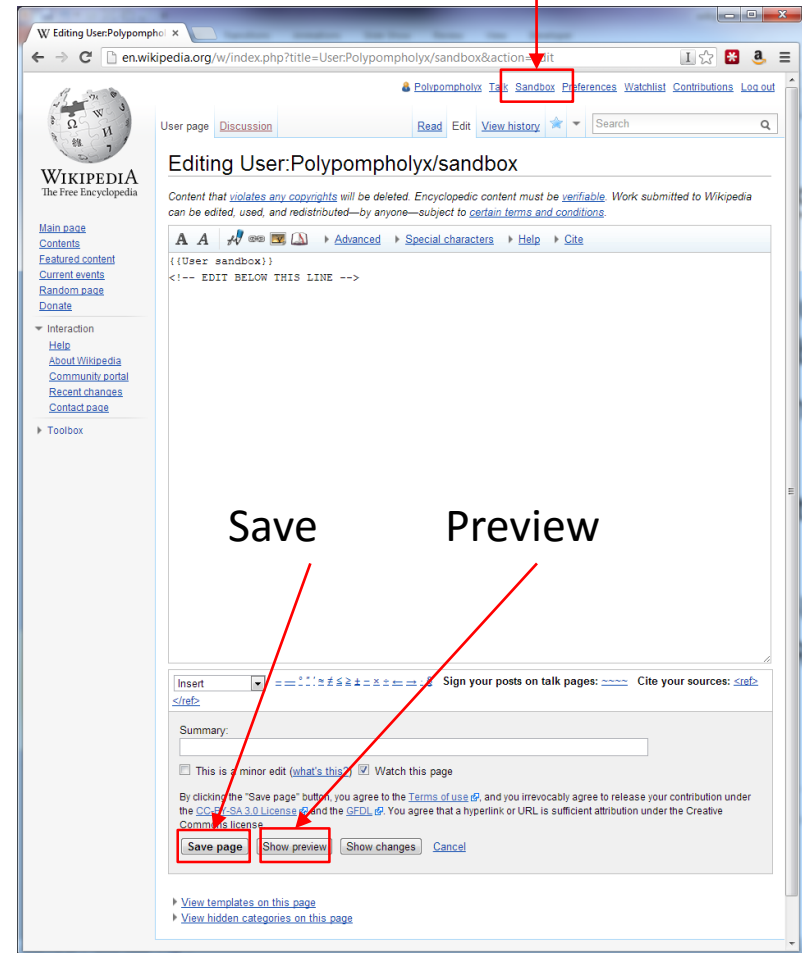 Editing User:Polypompho
en.wikipedia.org/w/index.php?title=User:Polypompholyx/sandbox&action=edit
Polypompholyx Talk Sandbox Preferences Watchlist Contributions Log out
User page Discussion Read Edit View history Search
WIKIPEDIA
The Free Encyclopedia
Main page
Contents
Featured content
Current events
Random page
Donate
Interaction
Help
About Wikipedia
Community portal
Recent changes
Contact page
Toolbox
Editing User:Polypompholyx/sandbox
Content that violates any copyrights will be deleted. Encyclopedic content must be verifiable. Work submitted to Wikipedia
can be edited, used, and redistributed—by anyone—subject to certain terms and conditions.
A A Advanced Special characters Help Cite
{{User sandbox}}
<!-- EDIT BELOW THIS LINE -->
Save Preview
Insert Sign your posts on talk pages: ~~~~ Cite your sources: <ref>
</ref>
Summary:
This is a minor edit (what's this?) Watch this page
By clicking the "Save page" button, you agree to the Terms of use, and you irrevocably agree to release your contribution under
the CC-BY-SA 3.0 License and the GFDL. You agree that a hyperlink or URL is sufficient attribution under the Creative
Commons license.
Save page Show preview Show changes Cancel
View templates on this page
View hidden categories on this page